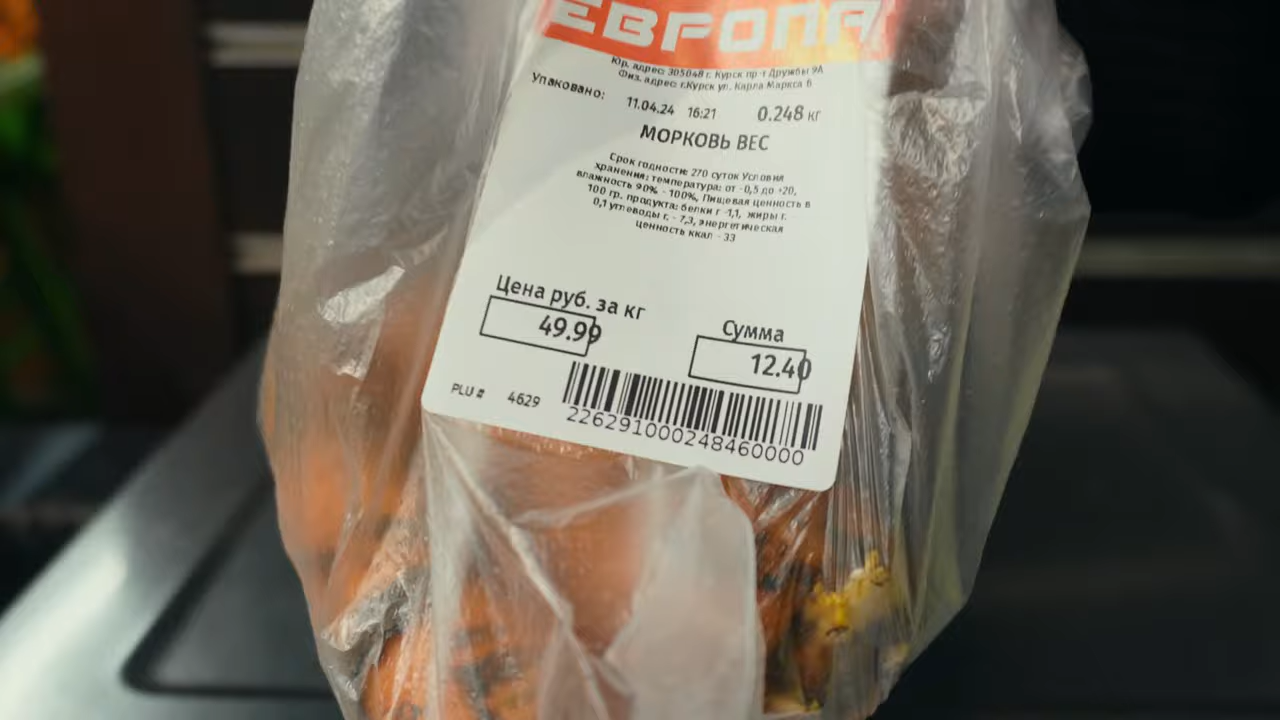 ЕВРОПА
Юр. адрес: 305048 г. Курск пр-т Дружбы 9А
Физ. адрес: г.Курск ул. Карла Маркса 6
Упаковано: 11.04.24 16:21 0.248 кг
МОРКОВЬ ВЕС
Срок годности: 270 суток Условия
хранения: температура: от -0,5 до +20,
влажность 90% - 100%, Пищевая ценность в
100 гр. продукта: белки г -1,1, жиры г.
0,1 углеводы г. - 7,3, энергетическая
ценность ккал - 33
Цена руб. за кг
49.99
Сумма
12.40
PLU # 4629
226291000248460000